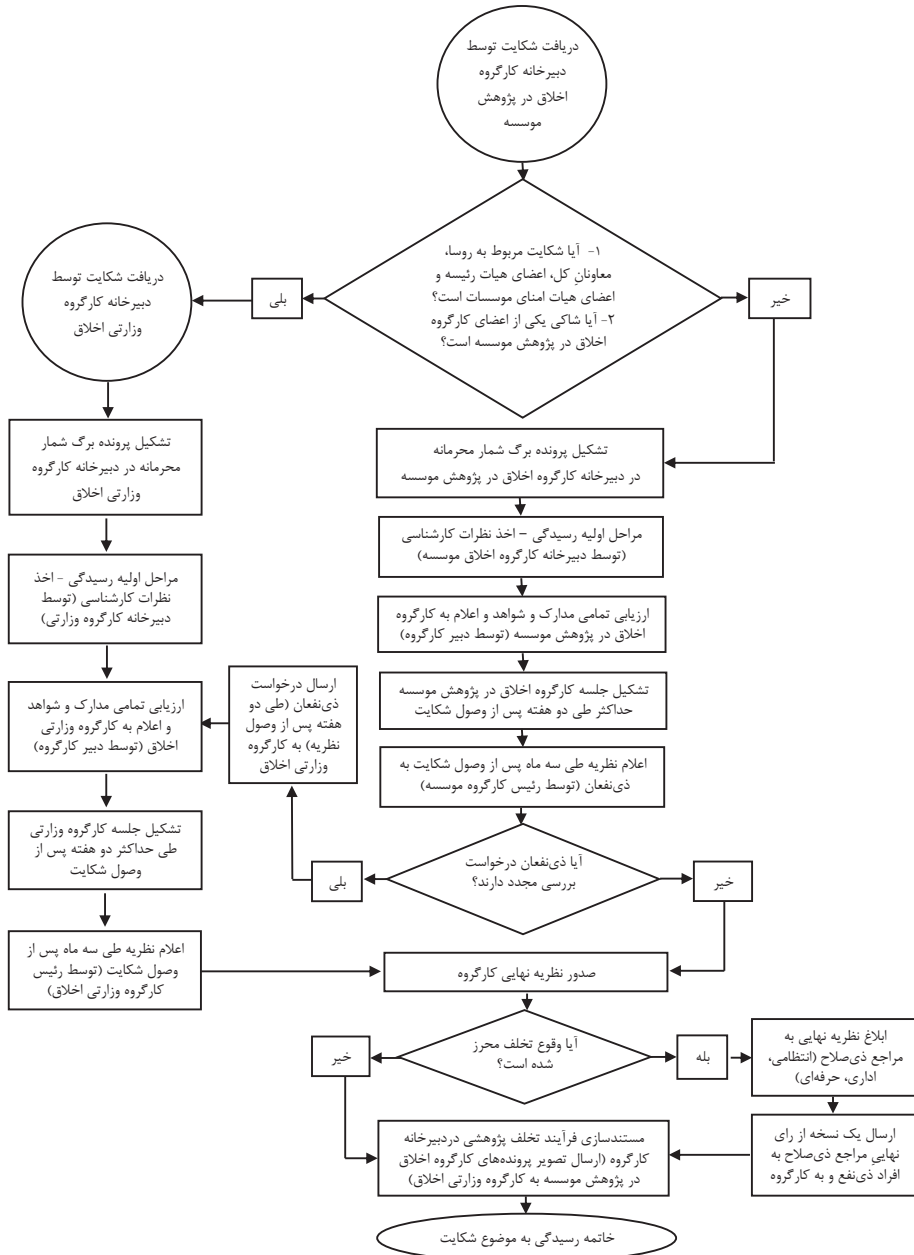 دریافت شکایت توسط
دبیرخانه کارگروه
اخلاق در پژوهش
موسسه
۱- آیا شکایت مربوط به روسا،
معاونانِ کل، اعضای هیات رئیسه و
اعضای هیات امنای موسسات است؟
۲- آیا شاکی یکی از اعضای کارگروه
اخلاق در پژوهش موسسه است؟
خیر
بلی
دریافت شکایت توسط
دبیرخانه کارگروه
وزارتی اخلاق
تشکیل پرونده برگ شمار محرمانه
در دبیرخانه کارگروه اخلاق در پژوهش موسسه
تشکیل پرونده برگ شمار
محرمانه در دبیرخانه کارگروه
وزارتی اخلاق
مراحل اولیه رسیدگی – اخذ نظرات کارشناسی
(توسط دبیرخانه کارگروه اخلاق موسسه)
مراحل اولیه رسیدگی - اخذ
نظرات کارشناسی (توسط
دبیرخانه کارگروه وزارتی)
ارزیابی تمامی مدارک و شواهد و اعلام به کارگروه
اخلاق در پژوهش موسسه (توسط دبیر کارگروه)
تشکیل جلسه کارگروه اخلاق در پژوهش موسسه
حداکثر طی دو هفته پس از وصول شکایت
ارسال درخواست
ذی‌نفعان (طی دو
هفته پس از وصول
نظریه) به کارگروه
وزارتی اخلاق
ارزیابی تمامی مدارک و شواهد
و اعلام به کارگروه وزارتی
اخلاق (توسط دبیر کارگروه)
اعلام نظریه طی سه ماه پس از وصول شکایت به
ذی‌نفعان (توسط رئیس کارگروه موسسه)
تشکیل جلسه کارگروه وزارتی
طی حداکثر دو هفته پس از
وصول شکایت
آیا ذی‌نفعان درخواست
بررسی مجدد دارند؟
خیر
بلی
اعلام نظریه طی سه ماه پس از
وصول شکایت (توسط رئیس
کارگروه وزارتی اخلاق)
صدور نظریه نهایی کارگروه
آیا وقوع تخلف محرز
شده است؟
بله
خیر
ابلاغ نظریه نهایی به
مراجع ذی‌صلاح (انتظامی،
اداری، حرفه‌ای)
ارسال یک نسخه از رای
نهاییِ مراجع ذی‌صلاح به
افراد ذی‌نفع و به کارگروه
مستندسازی فرآیند تخلف پژوهشی دردبیرخانه
کارگروه (ارسال تصویر پرونده‌های کارگروه اخلاق
در پژوهش موسسه به کارگروه وزارتی اخلاق)
خاتمه رسیدگی به موضوع شکایت